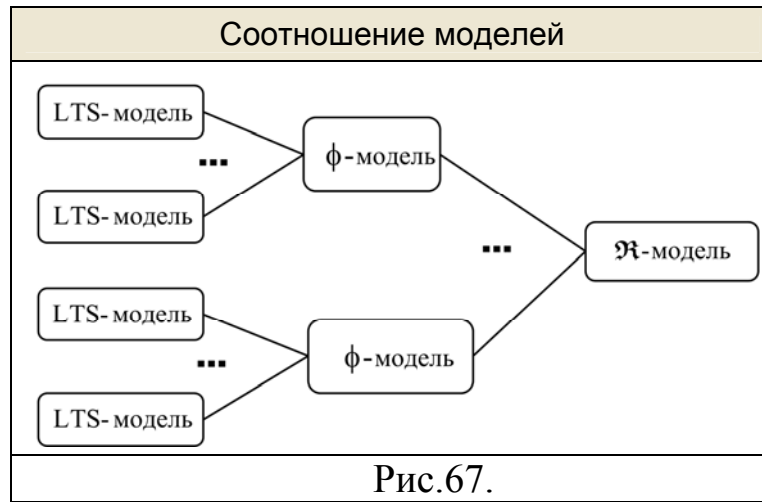 Соотношение моделей
LTS- модель
...
LTS- модель
ϕ-модель
...
ℜ-модель
LTS- модель
...
LTS- модель
ϕ-модель
Рис.67.